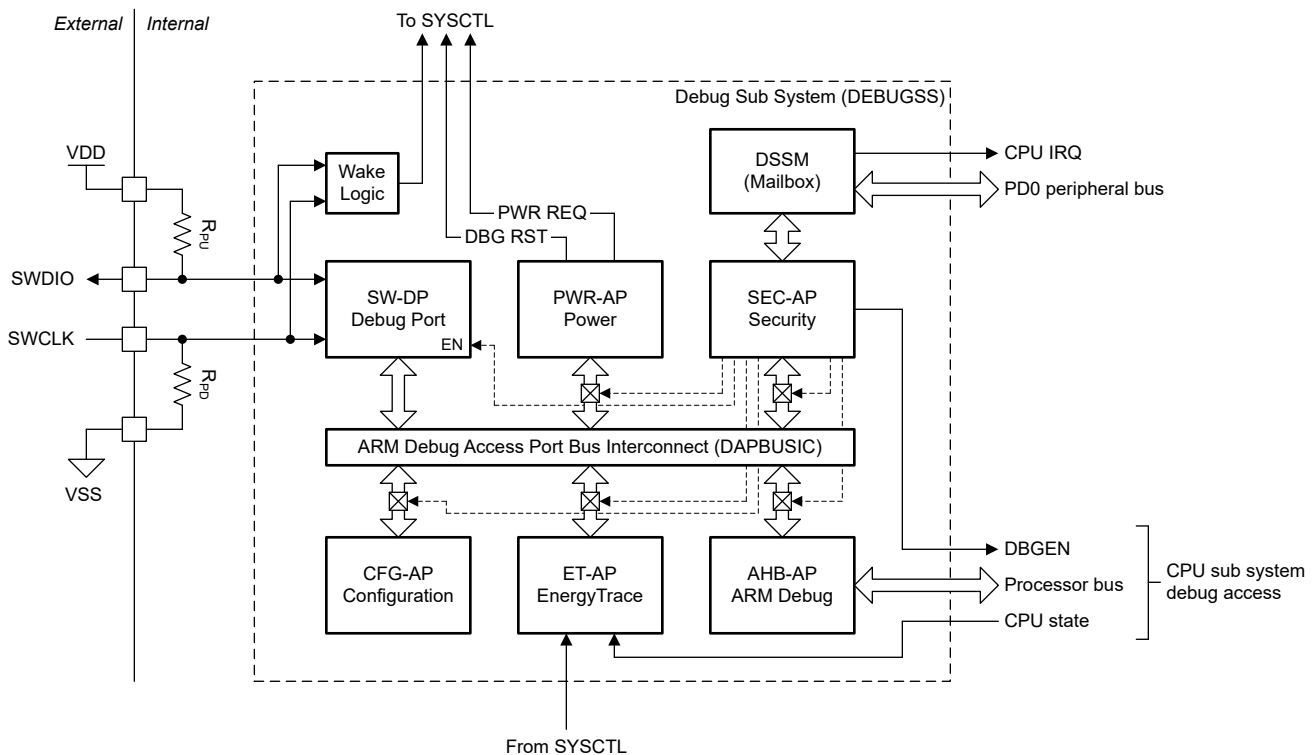 External
Internal
To SYSCTL
Debug Sub System (DEBUGSS)
VDD
Wake
Logic
DSSM
(Mailbox)
CPU IRQ
PD0 peripheral bus
RPU
PWR REQ
DBG RST
SWDIO
SW-DP
Debug Port
PWR-AP
Power
SEC-AP
Security
SWCLK
EN
RPD
ARM Debug Access Port Bus Interconnect (DAPBUSIC)
VSS
CFG-AP
Configuration
ET-AP
EnergyTrace
AHB-AP
ARM Debug
DBGEN
Processor bus
CPU state
CPU sub system
debug access
From SYSCTL